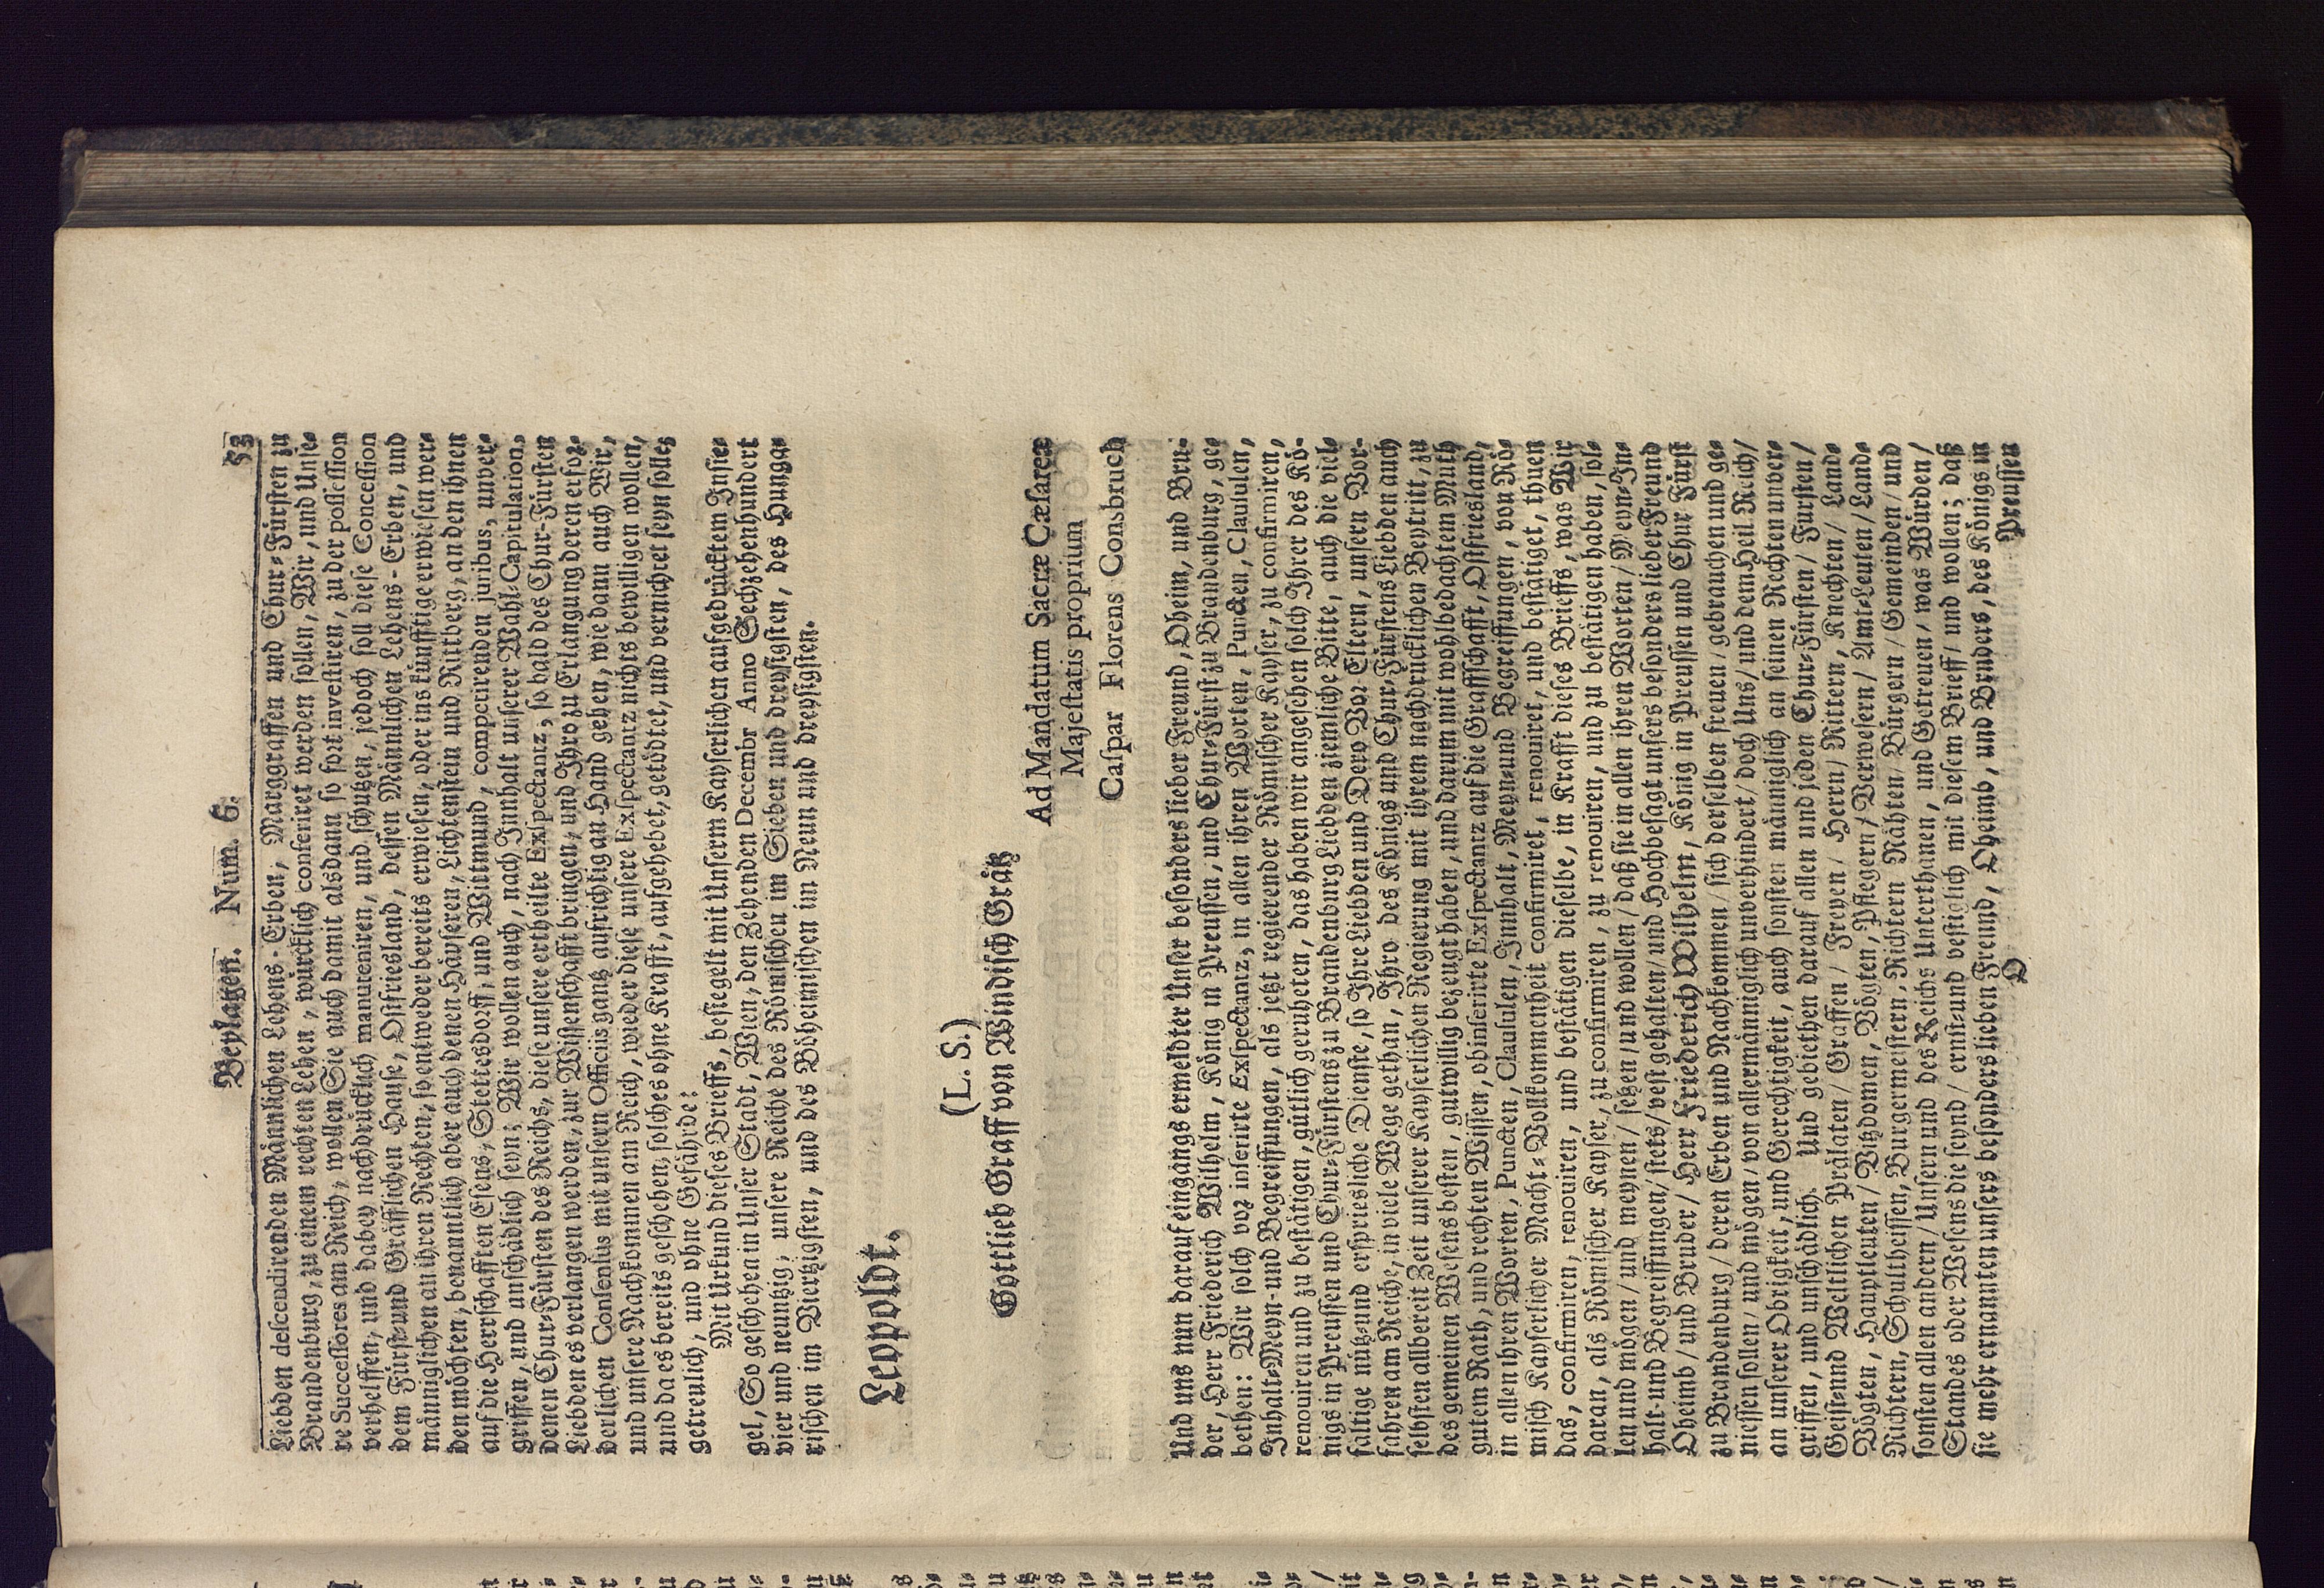 Beylagen. Num. 6. 53
Liebden descendirenden Männlichen Lehens-Erben, Marggraffen und Chur-Fürsten zu
Brandenburg, zu einem rechten Lehen, würcklich conferiret werden sollen, Wir, und Unse-
re Successores am Reich, wollen Sie auch damit alsdann so fort investiren, zu der possession
verhelffen, und dabey nachdrücklich manuteniren, und schutzen, jedoch soll diese Concession
dem Fürst-und Gräfflichen Hause, Ostfriesland, dessen Männlichen Lehens-Erben, und
männiglichen an ihren Rechten, so entweder bereits erwiesen, oder ins künfftige erwiesen wer-
den möchten, benanntlich aber auch denen Häuseren, Lichtenstein und Rittberg, an den ihnen
auf die Herrschafften Esens, Stettesdorff, und Wittmund, competirenden juribus, unver-
griffen, und unschädlich seyn; Wir wollen auch, nach Innhalt unserer Wahl-Capitulation,
denen Chur-Fürsten des Reichs, diese unsere ertheilte Exspectantz, so bald des Chur-Fürsten
Liebden es verlangen werden, zur Wissenschafft bringen, und Ihro zu Erlangung deren erfor-
derlichen Consensus mit unsern Officiis gantz aufrichtig an Hand gehen, wie dann auch Wir,
und unsere Nachkommen am Reich, wieder diese unsere Exspectantz nichts bewilligen wollen,
und da es bereits geschehen, solches ohne Krafft, aufgehebet, getödtet, und vernichtet seyn solle,
getreulich, und ohne Gefährde:
Mit Urkund dieses Brieffs, besiegelt mit Unserm Kayserlichen aufgedrücktem Insie-
gel, So geschehen in Unser Stadt, Wien, den Zehenden Decembr Anno Sechzehenhundert
vier und neuntzig, unsere Reiche des Römischen im Sieben und dreyßigsten, des Hunga-
rischen im Viertzigsten, und des Böheimischen im Neun und dreyßigsten.
Leopoldt.
(L. S.)
Gottlieb Graff von Windisch Grätz
Ad Mandatum Sacræ Cæsareæ
Majestatis proprium
Caspar Florens Consbruch
Und uns nun darauf eingangs ermeldter Unser besonders lieber Freund, Oheim, und Bru-
der, Herr Friederich Wilhelm, König in Preussen, und Chur-Fürst zu Brandenburg, ge-
bethen: Wir solch vor inserirte Exspectantz, in allen ihren Worten, Puncten, Clausulen,
Inhalt-Meyn-und Begreiffungen, als jetzt regierender Römischer Kayser, zu confirmiren,
renouiren und zu bestätigen, gütlich geruheten, das haben wir angesehen solch Ihrer des Kö-
nigs in Preussen und Chur-Fürstens zu Brandenburg Liebden ziemliche Bitte, auch die viel-
fältige nutz-und ersprießliche Dienste, so Ihre Liebden und Dero Vor Eltern, unsern Vor-
fahren am Reiche, in viele Wege gethan, Ihro des Königs und Chur-Fürstens Liebden auch
selbsten allbereit Zeit unserer Kayserlichen Regierung mit ihrem nachdrücklichen Beytritt, zu
des gemeinen Wesens besten, gutwillig bezeugt haben, und darum mit wohlbedachtem Muth
gutem Rath, und rechten Wissen, ob inserirte Exspectantz auf die Graffschafft, Ostfriesland,
in allen ihren Worten, Puncten, Clausulen, Innhalt, Meyn-und Begreiffungen, von Rö-
misch Kayserlicher Macht-Vollkommenheit confirmiret, renouiret, und bestätiget, thuen
das, confirmiren, renouiren, und bestätigen dieselbe, in Krafft dieses Brieffs, was Wir
daran, als Römischer Kayser, zu confirmiren, zu renouiren, und zu bestätigen haben, sol-
len und mögen / und meynen / setzen / und wollen / daß sie in allen ihren Worten / Meyn-In-
halt-und Begreiffungen / stets / vest gehalten / und Hochbesagt unsers besonders lieber Freund
Oheimb / und Bruder / Herr Friederich Wilhelm, König in Preussen und Chur Fürst
zu Brandenburg / deren Erben und Nachkommen / sich derselben freuen / gebrauchen und ge-
niessen sollen / und mögen / von allermänniglich unverhindert / doch Uns / und dem Heil Reich /
an unserer Obrigkeit, und Gerechtigkeit, auch sonsten männiglich an seinen Rechten unver-
griffen, und unschädlich. Und gebiethen darauf allen und jeden Chur-Fürsten / Fürsten /
Geist-und Weltlichen Prälaten / Graffen / Freyen / Herrn / Rittern, Knechten / Land-
Vögten, Hauptleuten / Vitzdomen, Vögten, Pflegern / Verwesern / Amt-Leuten / Land-
Richtern, Schultheissen, Burgermeistern, Richtern Rähten Bürgern / Gemeinden / und
sonsten allen andern / Unsern und des Reichs Unterthanen, und Getreuen / was Würden /
Standes oder Wesens die seynd / ernst-und vestiglich mit diesem Brieff / und wollen; daß
sie mehr ernannten unsers besonders lieben Freund, Oheimb, und Bruders, des Königs in
O Preussen